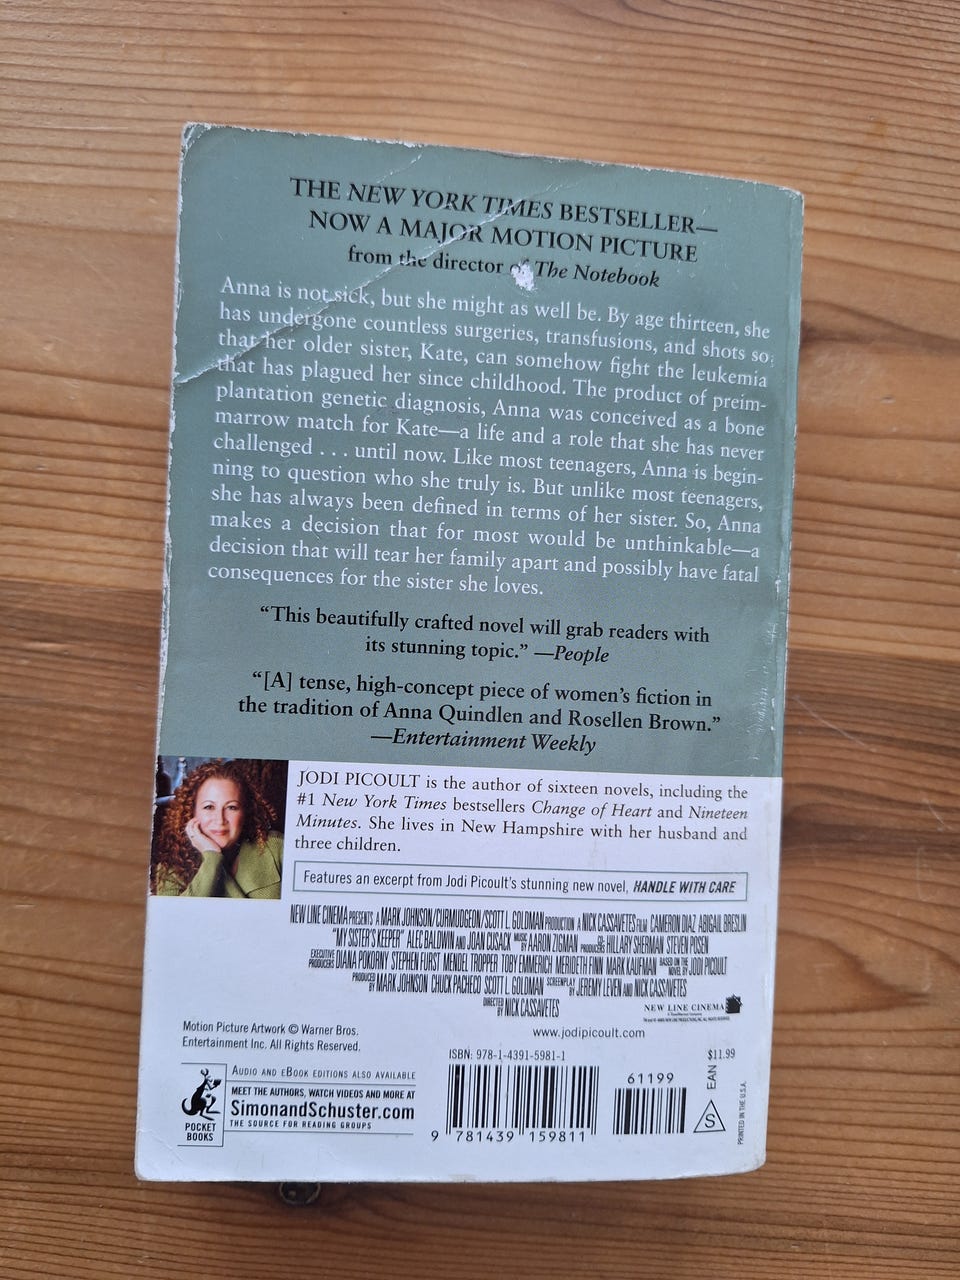 THE NEW YORK TIMES BESTSELLER—
NOW A MAJOR MOTION PICTURE
from the director of The Notebook
Anna is not sick, but she might as well be. By age thirteen, she
has undergone countless surgeries, transfusions, and shots so
that her older sister, Kate, can somehow fight the leukemia
that has plagued her since childhood. The product of preim-
plantation genetic diagnosis, Anna was conceived as a bone
marrow match for Kate—a life and a role that she has never
challenged . . . until now. Like most teenagers, Anna is begin-
ning to question who she truly is. But unlike most teenagers,
she has always been defined in terms of her sister. So, Anna
makes a decision that for most would be unthinkable—a
decision that will tear her family apart and possibly have fatal
consequences for the sister she loves.
“This beautifully crafted novel will grab readers with
its stunning topic.” —People
“[A] tense, high-concept piece of women’s fiction in
the tradition of Anna Quindlen and Rosellen Brown.”
—Entertainment Weekly
JODI PICOULT is the author of sixteen novels, including the
#1 New York Times bestsellers Change of Heart and Nineteen
Minutes. She lives in New Hampshire with her husband and
three children.
Features an excerpt from Jodi Picoult's stunning new novel, HANDLE WITH CARE
NEW LINE CINEMA PRESENTS A MARK JOHNSON/CURMUDGEON/SCOTT L. GOLDMAN PRODUCTION A NICK CASSAVETES FILM CAMERON DIAZ ABIGAIL BRESLIN
"MY SISTER'S KEEPER" ALEC BALDWIN AND JOAN CUSACK MUSIC BY AARON ZIGMAN CO-PRODUCERS HILLARY SHERMAN STEVEN POSEN
EXECUTIVE PRODUCERS DIANA POKORNY STEPHEN FURST MENDEL TROPPER TOBY EMMERICH MERIDETH FINN MARK KAUFMAN BASED ON THE NOVEL BY JODI PICOULT
PRODUCED BY MARK JOHNSON CHUCK PACHECO SCOTT L. GOLDMAN SCREENPLAY BY JEREMY LEVEN AND NICK CASSAVETES
DIRECTED BY NICK CASSAVETES
NEW LINE CINEMA
www.jodipicoult.com
Motion Picture Artwork © Warner Bros.
Entertainment Inc. All Rights Reserved.
AUDIO AND EBOOK EDITIONS ALSO AVAILABLE
MEET THE AUTHORS, WATCH VIDEOS AND MORE AT
SimonandSchuster.com
THE SOURCE FOR READING GROUPS
POCKET
BOOKS
ISBN: 978-1-4391-5981-1
9 781439 159811
61199
$11.99
EAN
S
PRINTED IN THE U.S.A.